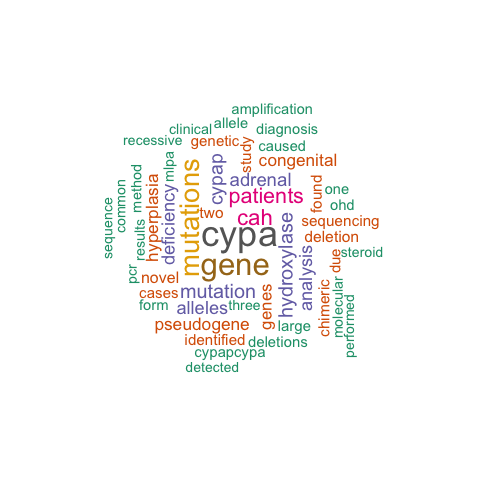 amplification
clinical
allele
diagnosis
recessive
genetic
study
caused
mlpa
congenital
sequence
common
method
results
hyperplasia
deficiency
mutations
cypap
adrenal
patients
found
one
ohd
two
cah
sequencing
cypa
hydroxylase
deletion
gene
analysis
due
steroid
pcr
novel
cases
mutation
form
alleles
three
genes
large
chimeric
molecular
performed
pseudogene
identified
deletions
cypapcypa
detected